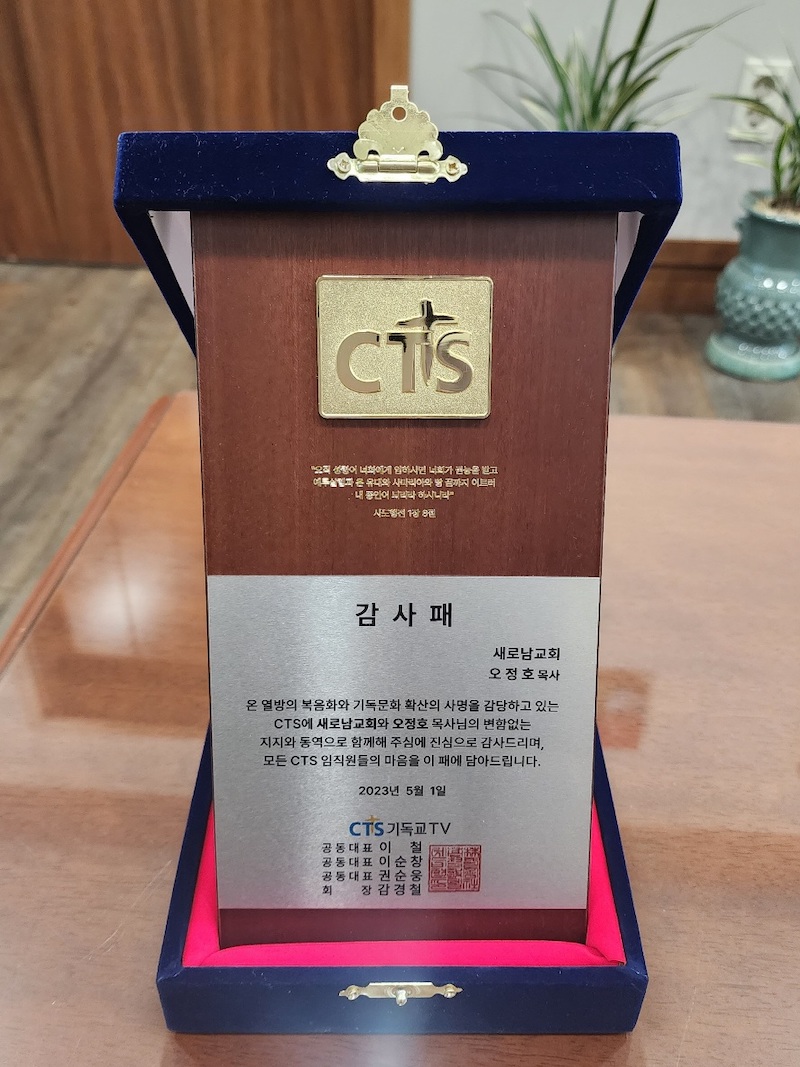 CTS
"오직 성령이 너희에게 임하시면 너희가 권능을 받고
예루살렘과 온 유대와 사마리아와 땅 끝까지 이르러
내 증인이 되리라 하시니라"
사도행전 1장 8절
감사패
새로남교회
오정호 목사
온 열방의 복음화와 기독문화 확산의 사명을 감당하고 있는
CTS에 새로남교회와 오정호 목사님의 변함없는
지지와 동역으로 함께해 주심에 진심으로 감사드리며,
모든 CTS 임직원들의 마음을 이 패에 담아드립니다.
2023년 5월 1일
CTS기독교TV
공동대표 이 철
공동대표 이순창
공동대표 권순웅
회 장 감경철